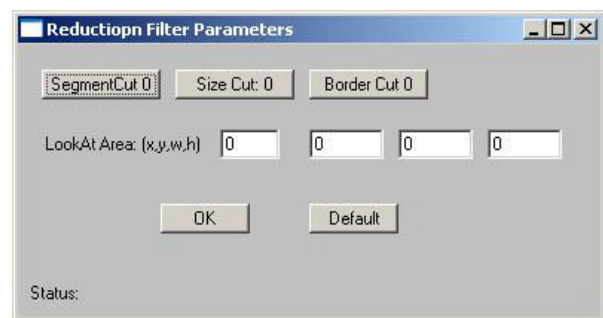 Reductiopn Filter Parameters
SegmentCut 0 Size Cut: 0 Border Cut 0
LookAt Area: (x,y,w,h) 0 0 0 0
OK Default
Status: